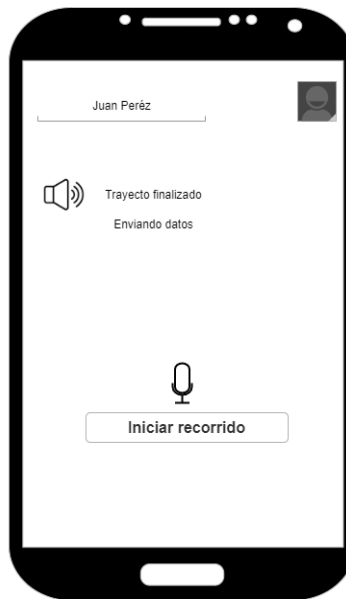 Juan Peréz
Trayecto finalizado
Enviando datos
Iniciar recorrido